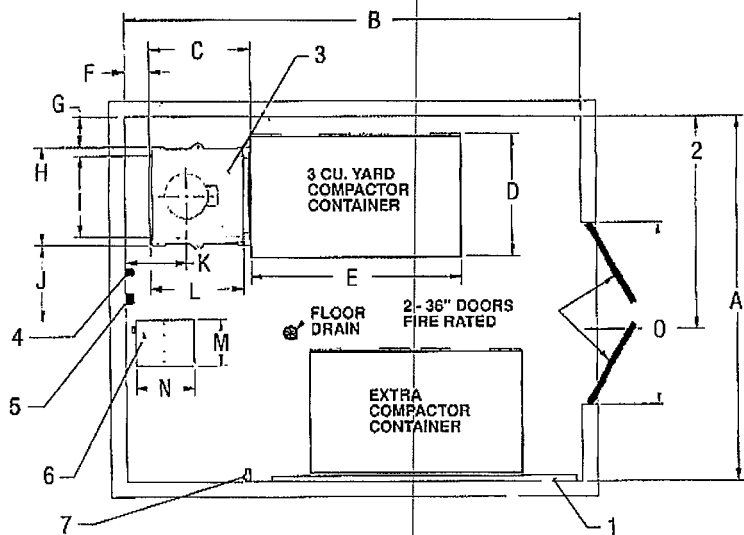 B
C
F
3
G
2
H
3 CU. YARD
COMPACTOR
CONTAINER
D
A
K
J
L
E
4
FLOOR
DRAIN
2 - 36" DOORS
FIRE RATED
O
M
5
N
EXTRA
COMPACTOR
CONTAINER
6
7
1